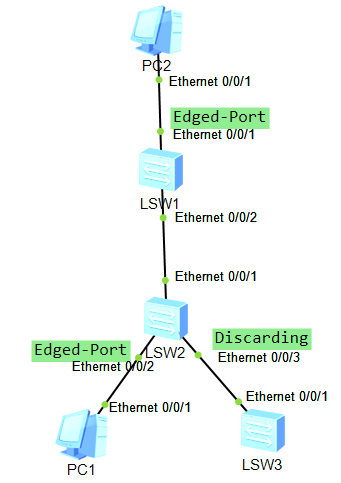 PC2
Ethernet 0/0/1
Edged-Port
Ethernet 0/0/1
LSW1
Ethernet 0/0/2
Ethernet 0/0/1
LSW2
Edged-Port
Ethernet 0/0/2
Discarding
Ethernet 0/0/3
Ethernet 0/0/1
Ethernet 0/0/1
PC1
LSW3